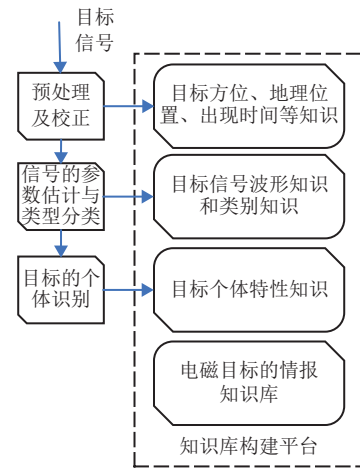 目标
信号
预处理
及校正
目标方位、地理位
置、出现时间等知识
信号的参
数估计与
类型分类
目标信号波形知识
和类别知识
目标的个
体识别
目标个体特性知识
电磁目标的情报
知识库
知识库构建平台